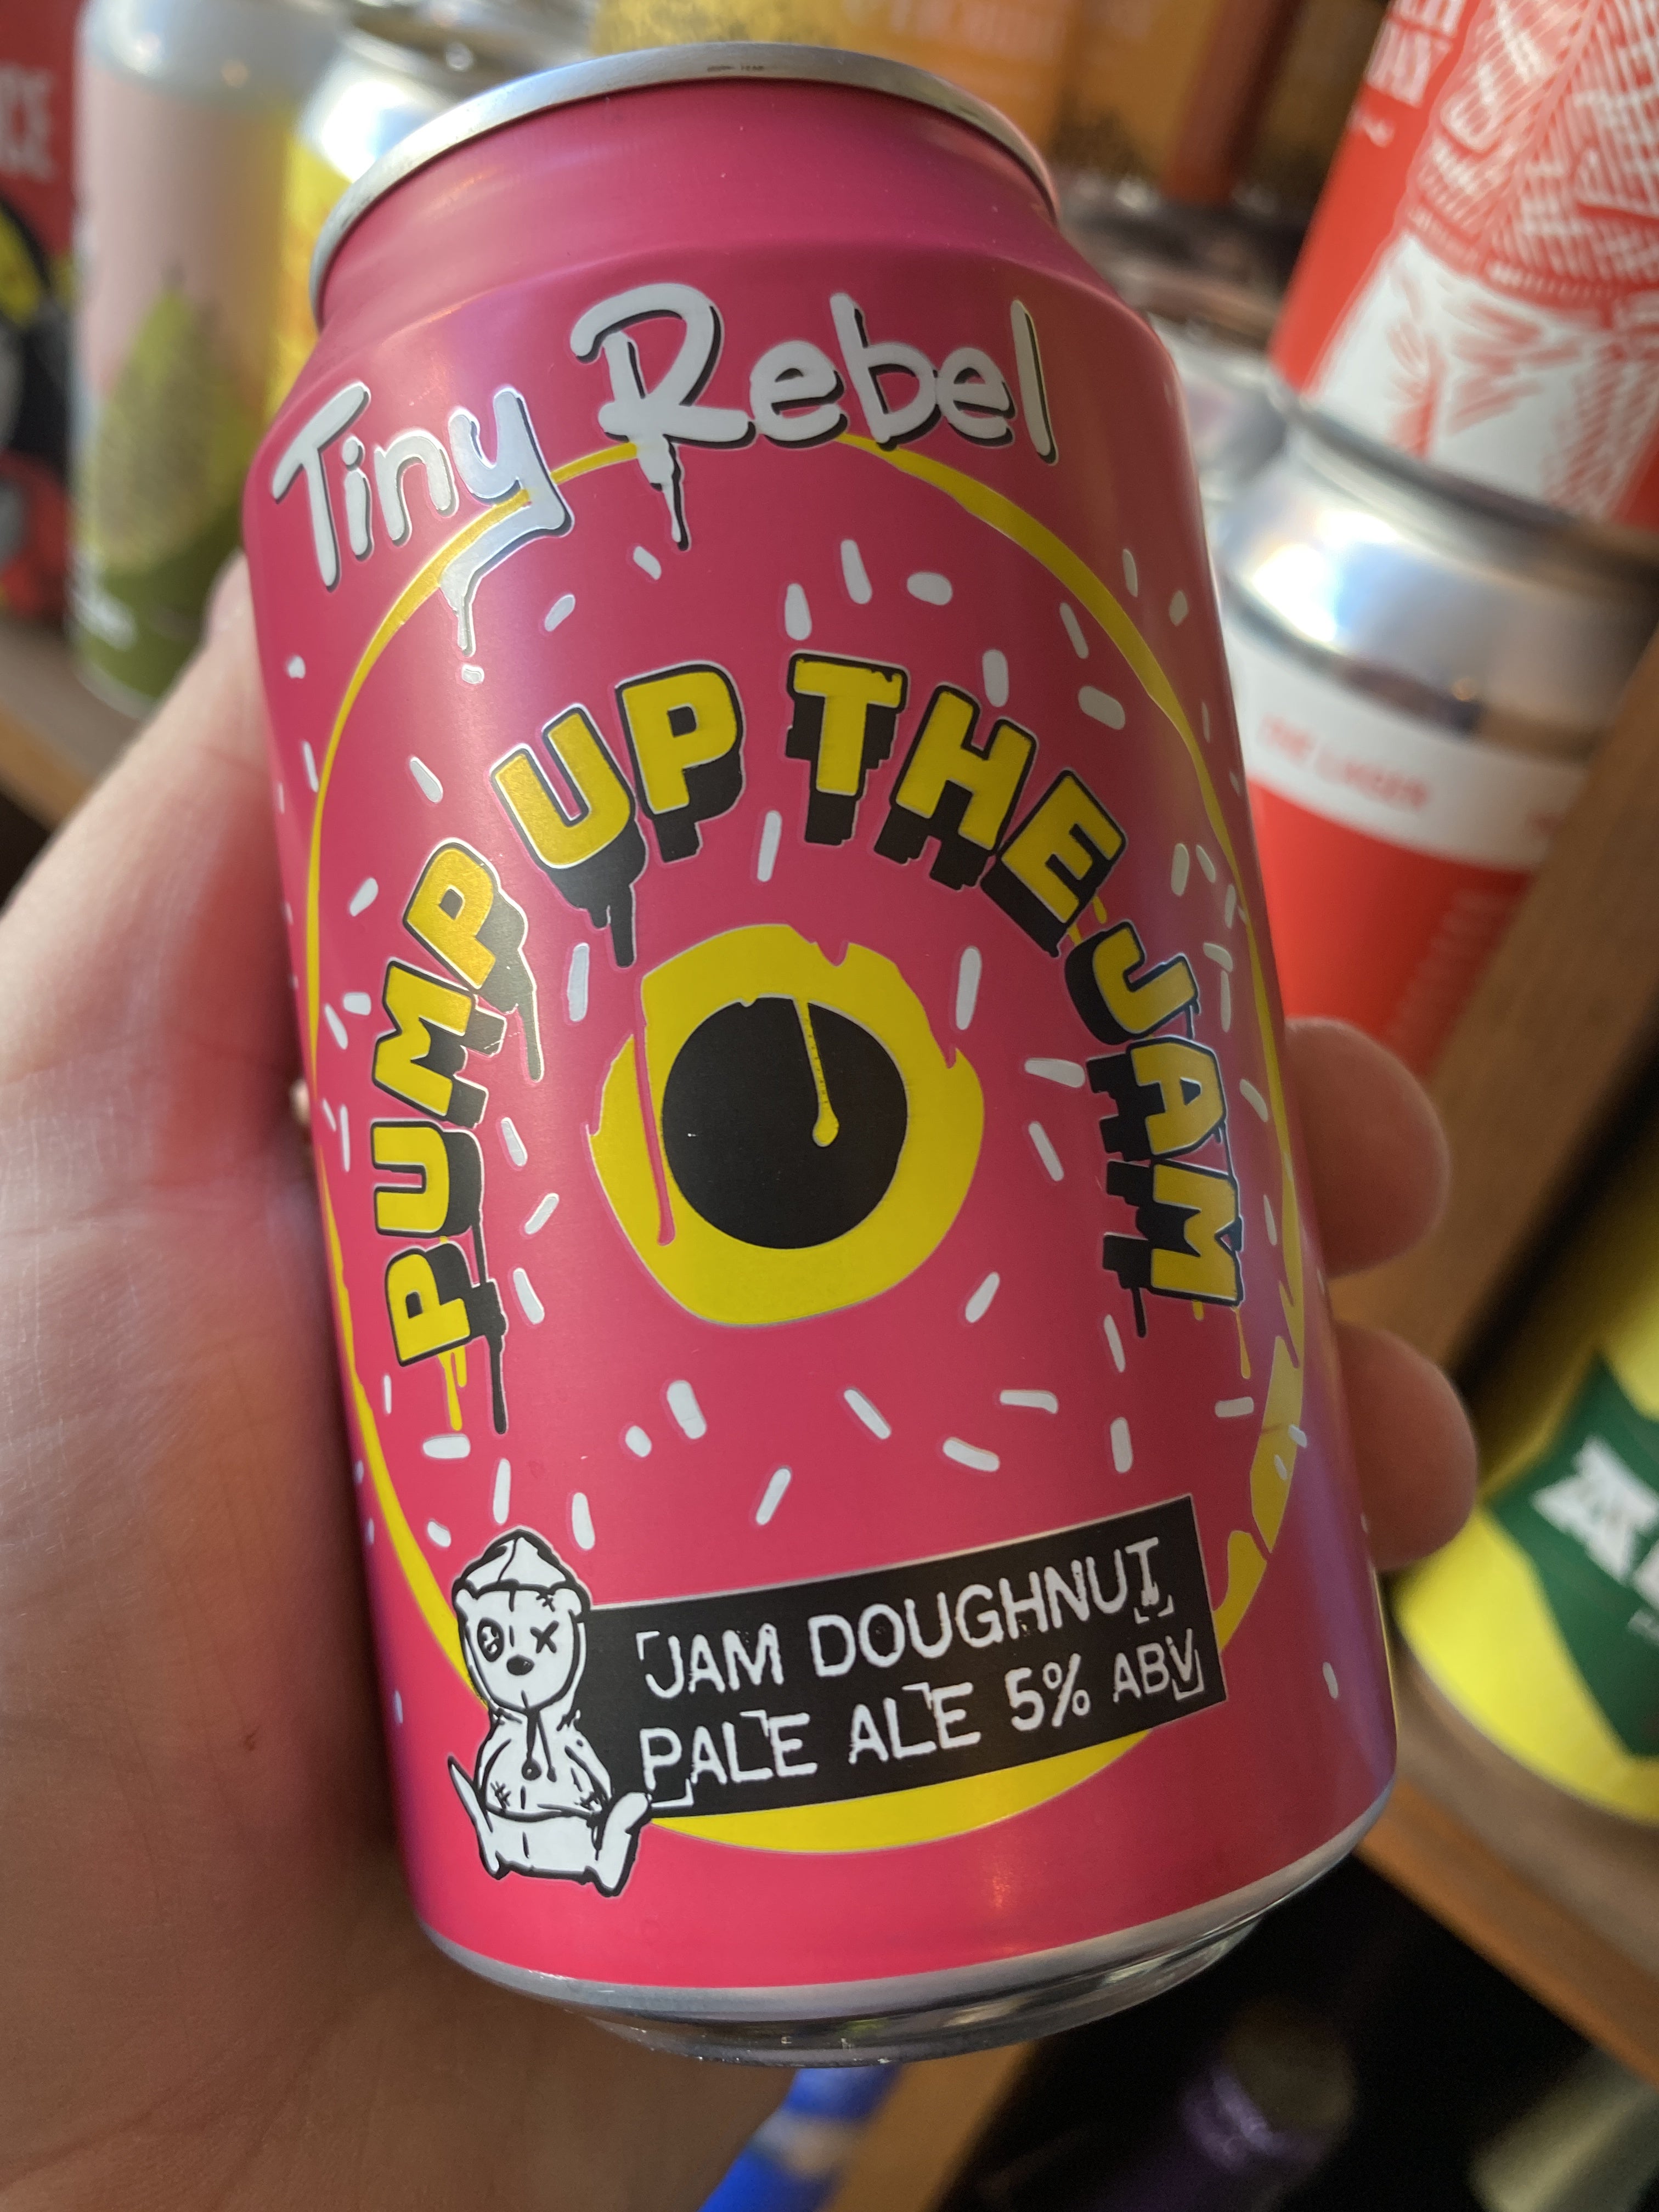 Tiny Rebel
PUMP UP THE JAM
JAM DOUGHNUT
PALE ALE 5% ABV